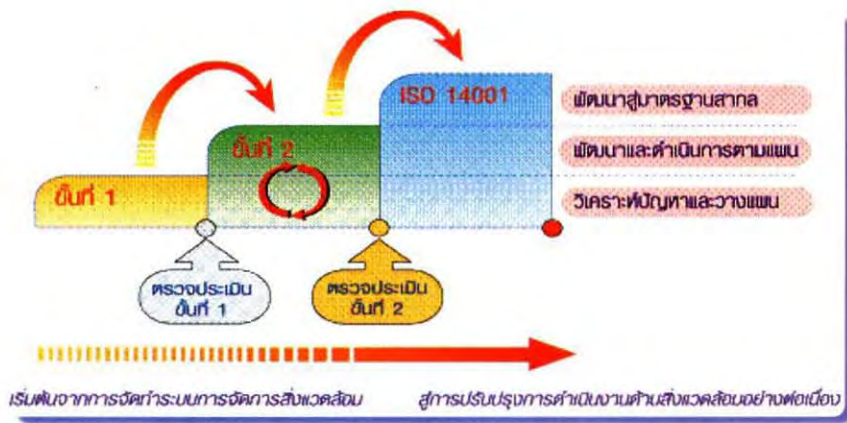 ISO 14001
พัฒนาสู่มาตรฐานสากล
ขั้นที่ 2
พัฒนาและดำเนินการตามแผน
ขั้นที่ 1
วิเคราะห์ปัญหาและวางแผน
ตรวจประเมิน
ขั้นที่ 1
ตรวจประเมิน
ขั้นที่ 2
เริ่มต้นจากการจัดทำระบบการจัดการสิ่งแวดล้อม
สู่การปรับปรุงการดำเนินงานด้านสิ่งแวดล้อมอย่างต่อเนื่อง